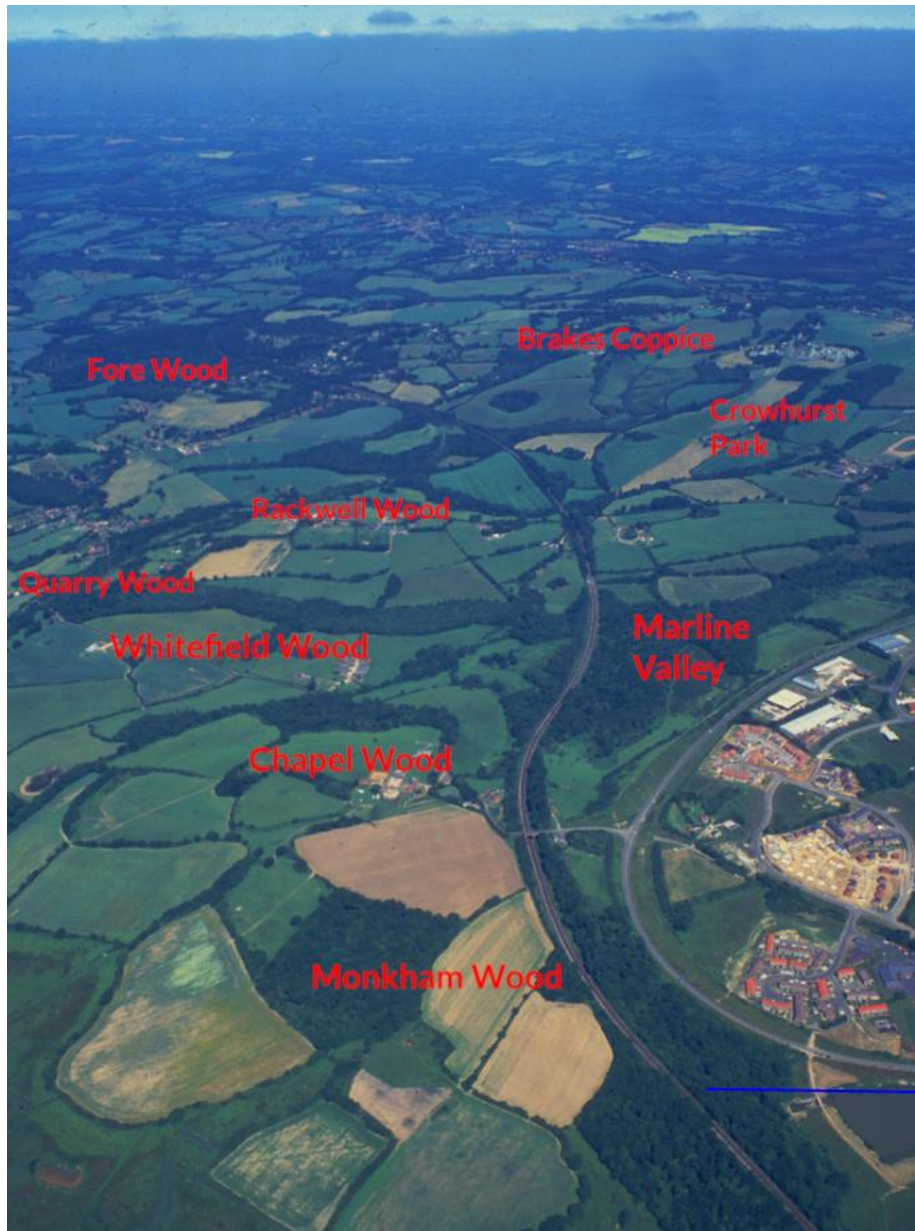 Brakes Coppice
Fore Wood
Crowhurst
Park
Rackwell Wood
Quarry Wood
Marline
Valley
Whitefield Wood
Chapel Wood
Monkham Wood